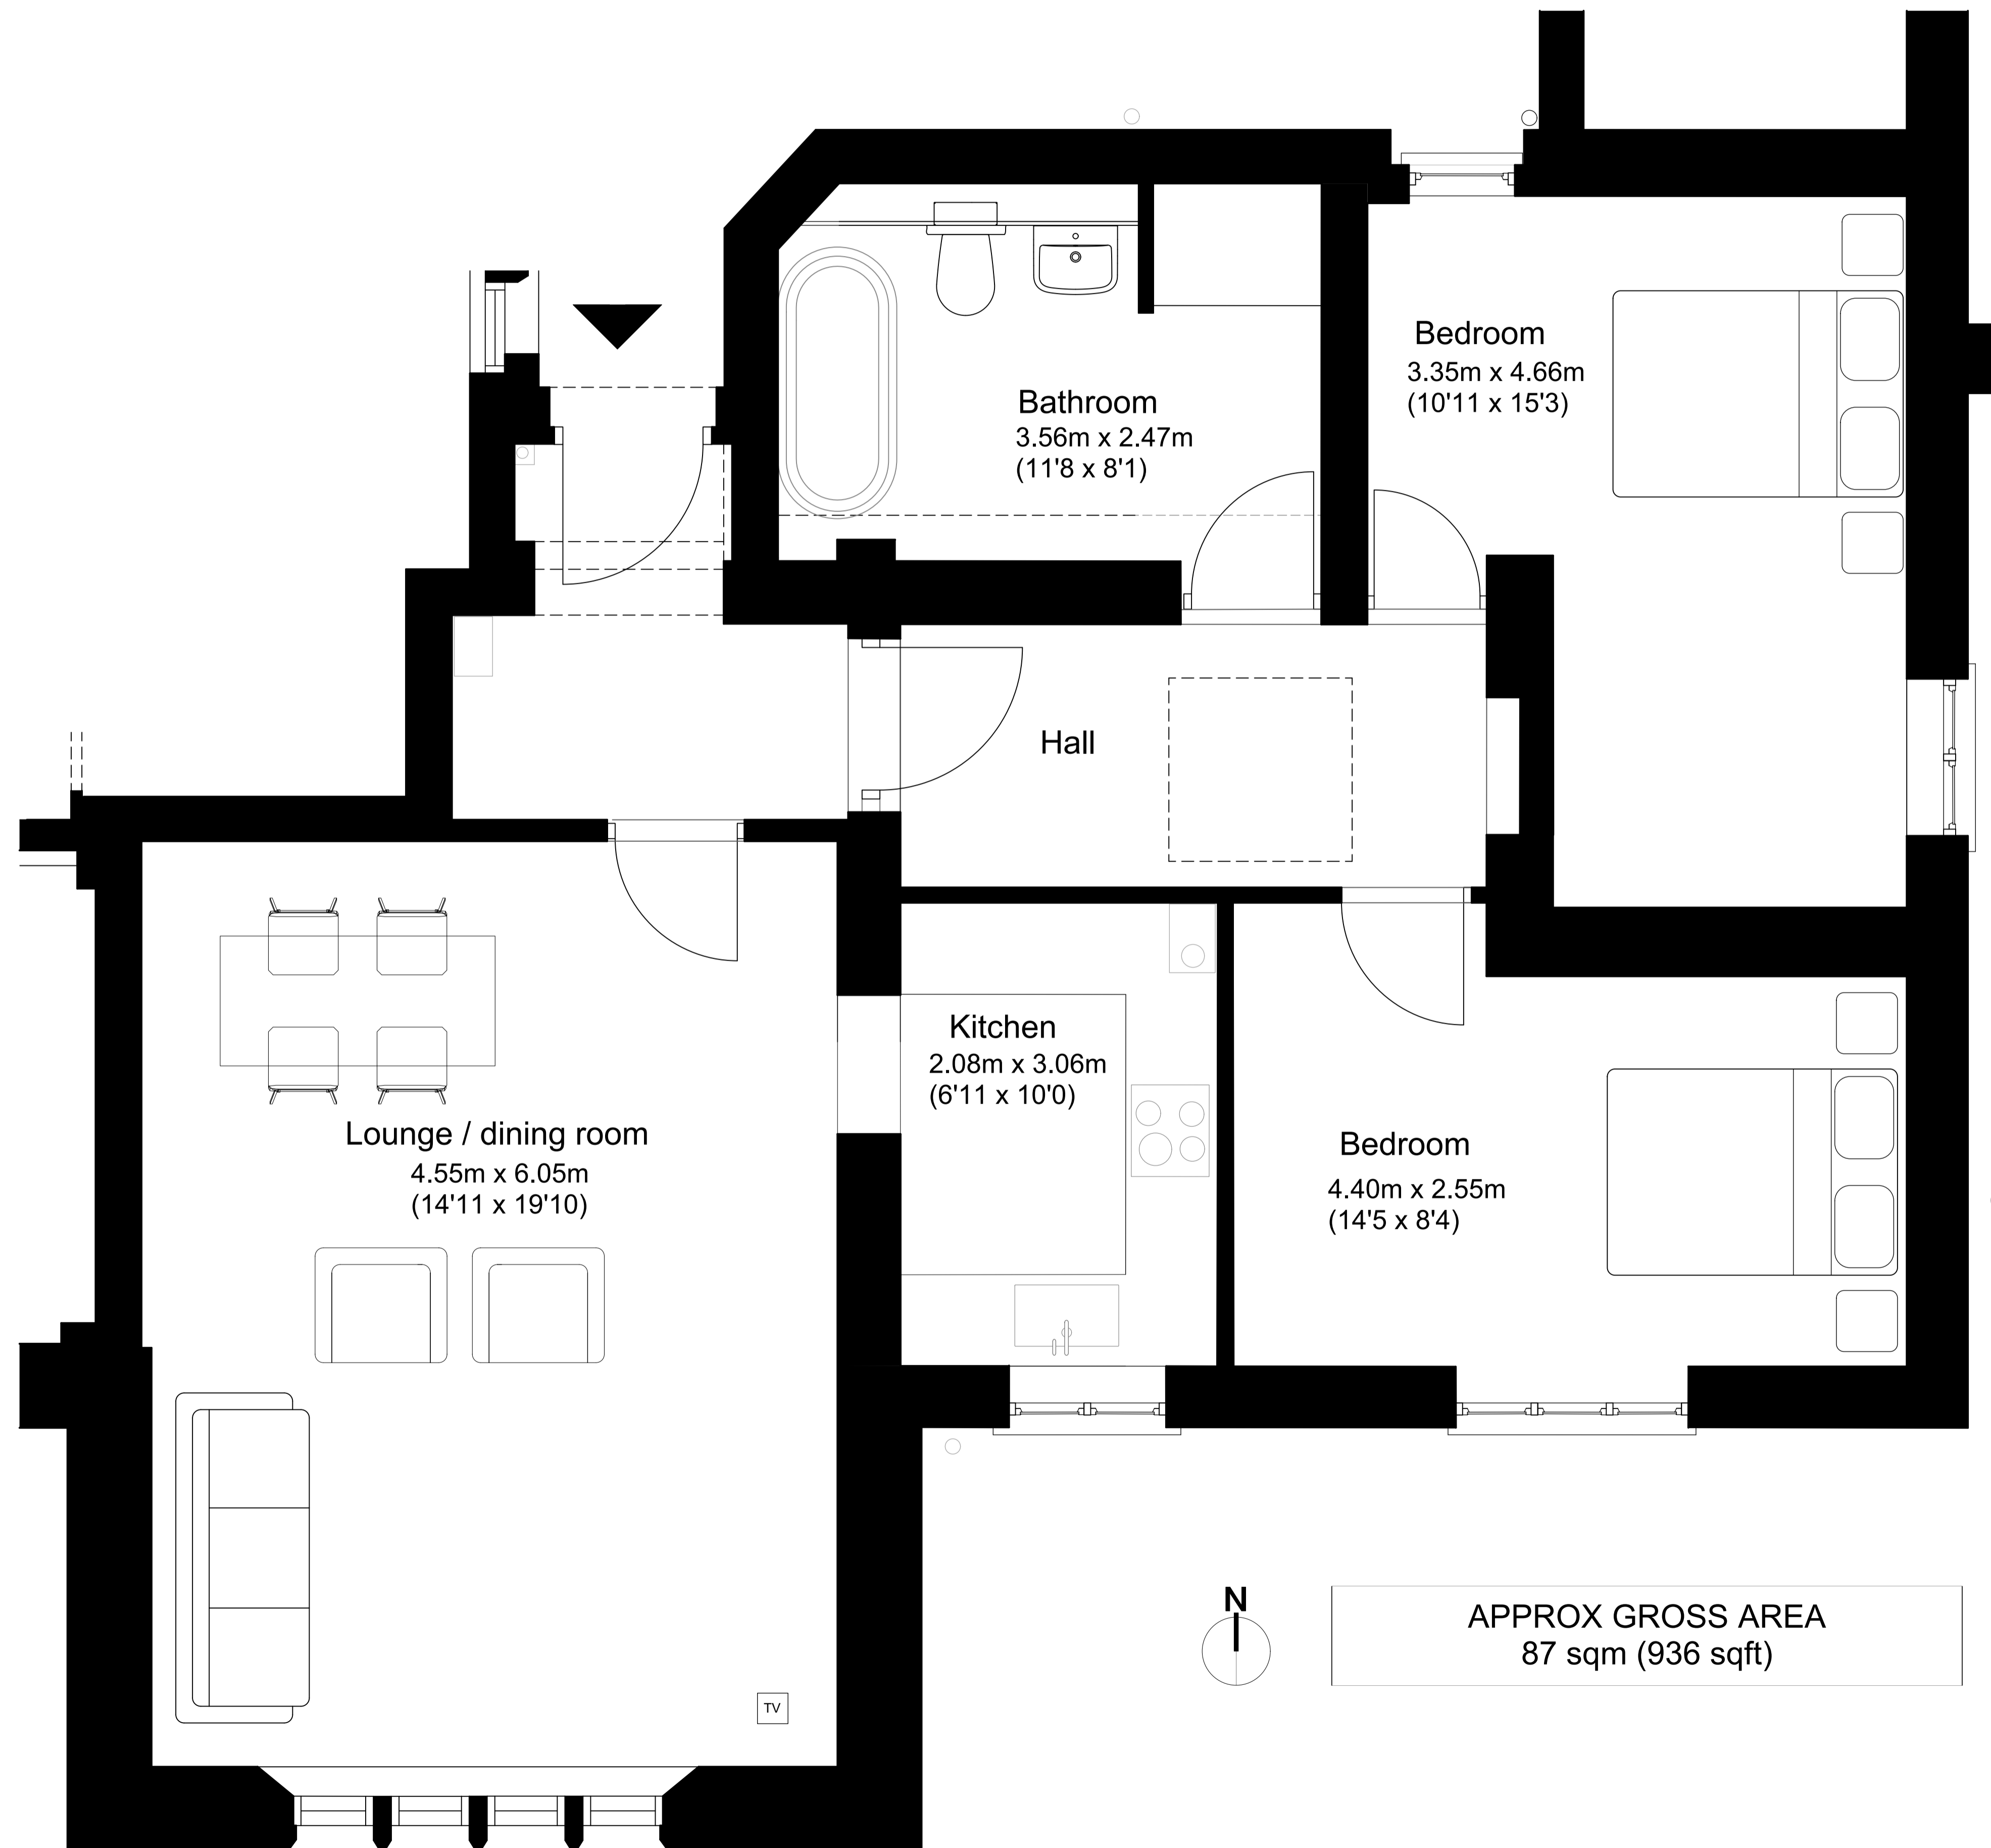 Bedroom
3.35m x 4.66m
(10'11 x 15'3)
Bathroom
3.56m x 2.47m
(11'8 x 8'1)
Hall
Kitchen
2.08m x 3.06m
(6'11 x 10'0)
Lounge / dining room
4.55m x 6.05m
(14'11 x 19'10)
Bedroom
4.40m x 2.55m
(14'5 x 8'4)
TV
N
APPROX GROSS AREA
87 sqm (936 sqft)